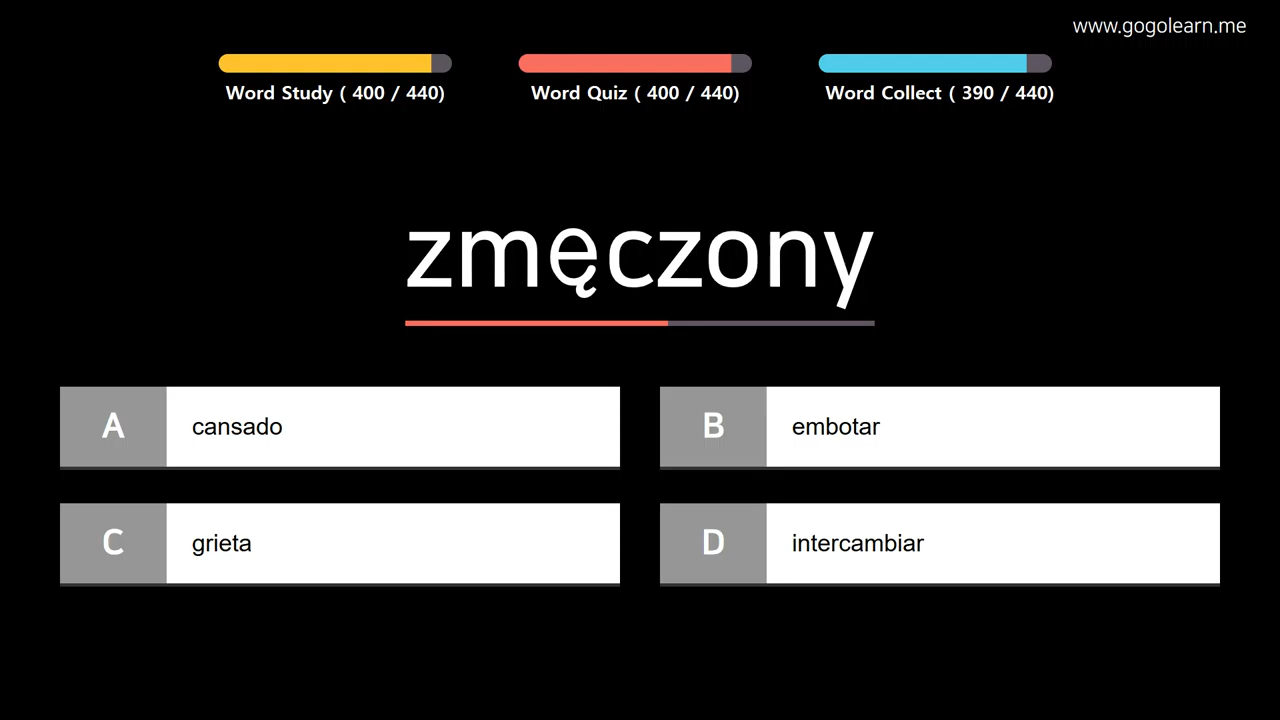 www.gogolearn.me
Word Study ( 400 / 440)
Word Quiz ( 400 / 440)
Word Collect ( 390 / 440)
zmęczony
A cansado
B embotar
C grieta
D intercambiar